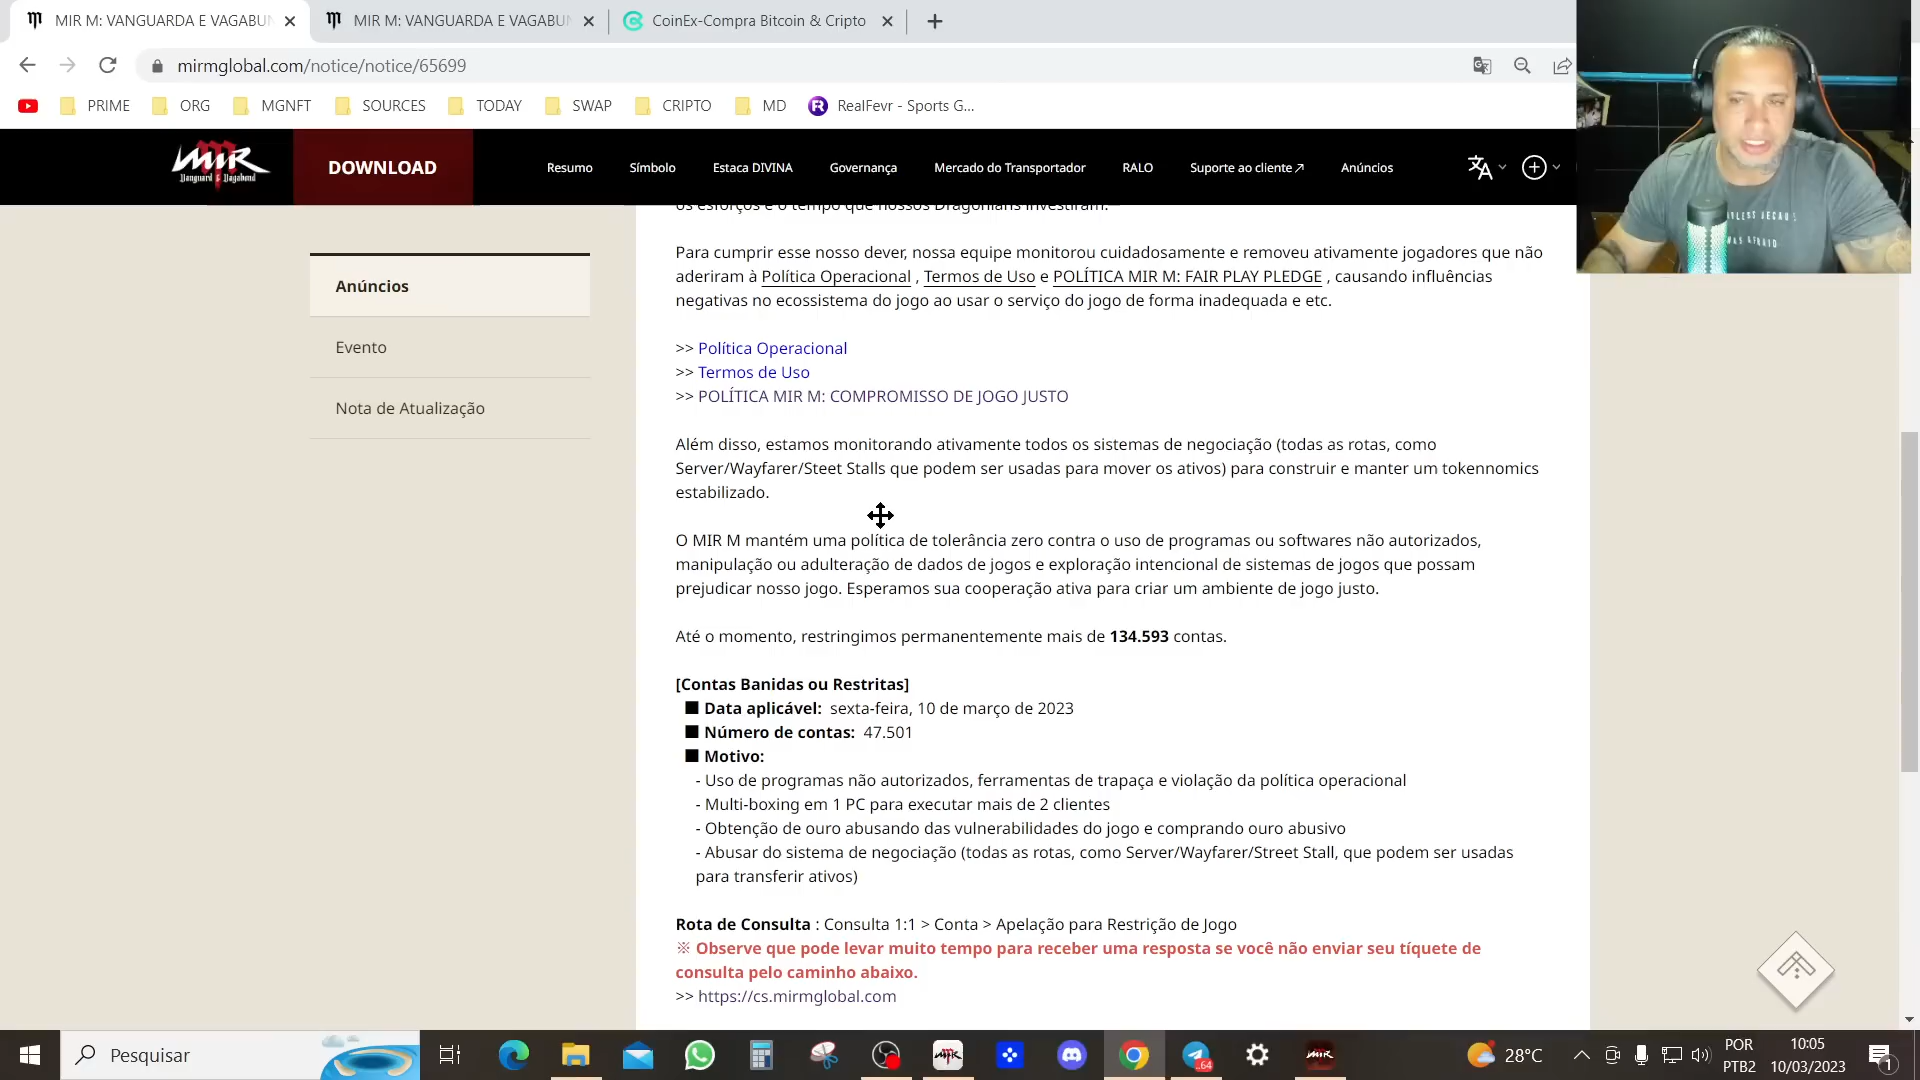 MIR M: VANGUARDA E VAGABUN
MIR M: VANGUARDA E VAGABUN
CoinEx-Compra Bitcoin & Cripto
mirmglobal.com/notice/notice/65699
PRIME
ORG
MGNFT
SOURCES
TODAY
SWAP
CRIPTO
MD
RealFevr - Sports G...
MIR
Vanguard & Vagabond
DOWNLOAD
Resumo
Símbolo
Estaca DIVINA
Governança
Mercado do Transportador
RALO
Suporte ao cliente
Anúncios
Anúncios
Evento
Nota de Atualização
os esforços e o tempo que nossos Dragonians investiram.
Para cumprir esse nosso dever, nossa equipe monitorou cuidadosamente e removeu ativamente jogadores que não
aderiram à Política Operacional , Termos de Uso e POLÍTICA MIR M: FAIR PLAY PLEDGE , causando influências
negativas no ecossistema do jogo ao usar o serviço do jogo de forma inadequada e etc.
>> Política Operacional
>> Termos de Uso
>> POLÍTICA MIR M: COMPROMISSO DE JOGO JUSTO
Além disso, estamos monitorando ativamente todos os sistemas de negociação (todas as rotas, como
Server/Wayfarer/Steet Stalls que podem ser usadas para mover os ativos) para construir e manter um tokennomics
estabilizado.
O MIR M mantém uma política de tolerância zero contra o uso de programas ou softwares não autorizados,
manipulação ou adulteração de dados de jogos e exploração intencional de sistemas de jogos que possam
prejudicar nosso jogo. Esperamos sua cooperação ativa para criar um ambiente de jogo justo.
Até o momento, restringimos permanentemente mais de 134.593 contas.
[Contas Banidas ou Restritas]
■ Data aplicável: sexta-feira, 10 de março de 2023
■ Número de contas: 47.501
■ Motivo:
- Uso de programas não autorizados, ferramentas de trapaça e violação da política operacional
- Multi-boxing em 1 PC para executar mais de 2 clientes
- Obtenção de ouro abusando das vulnerabilidades do jogo e comprando ouro abusivo
- Abusar do sistema de negociação (todas as rotas, como Server/Wayfarer/Street Stall, que podem ser usadas
para transferir ativos)
Rota de Consulta : Consulta 1:1 > Conta > Apelação para Restrição de Jogo
※ Observe que pode levar muito tempo para receber uma resposta se você não enviar seu tíquete de
consulta pelo caminho abaixo.
>> https://cs.mirmglobal.com
Pesquisar
28°C
POR
PTB2
10:05
10/03/2023
1